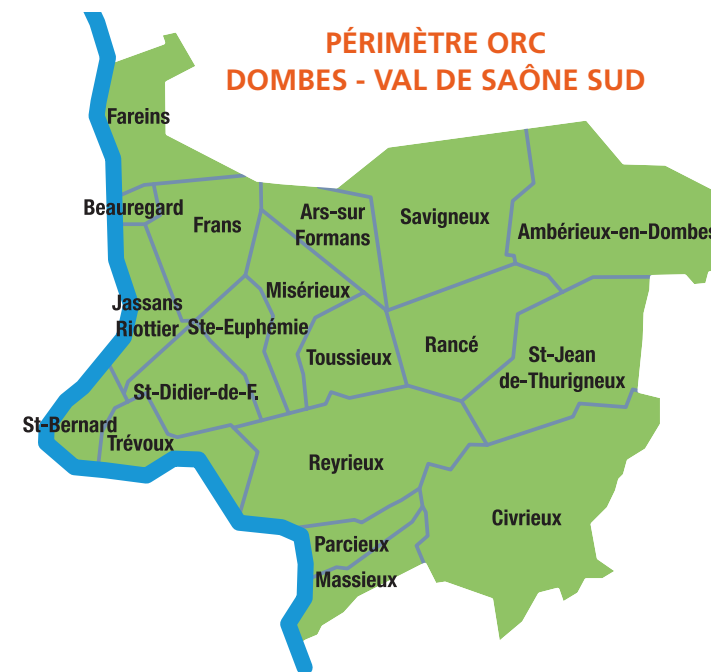 PÉRIMÈTRE ORC
DOMBES - VAL DE SAÔNE SUD
Fareins
Beauregard
Frans
Ars-sur
Formans
Savigneux
Ambérieux-en-Dombes
Misérieux
Jassans
Riottier
Ste-Euphémie
Toussieux
Rancé
St-Jean
de-Thurigneux
St-Didier-de-F.
St-Bernard
Trévoux
Reyrieux
Civrieux
Parcieux
Massieux